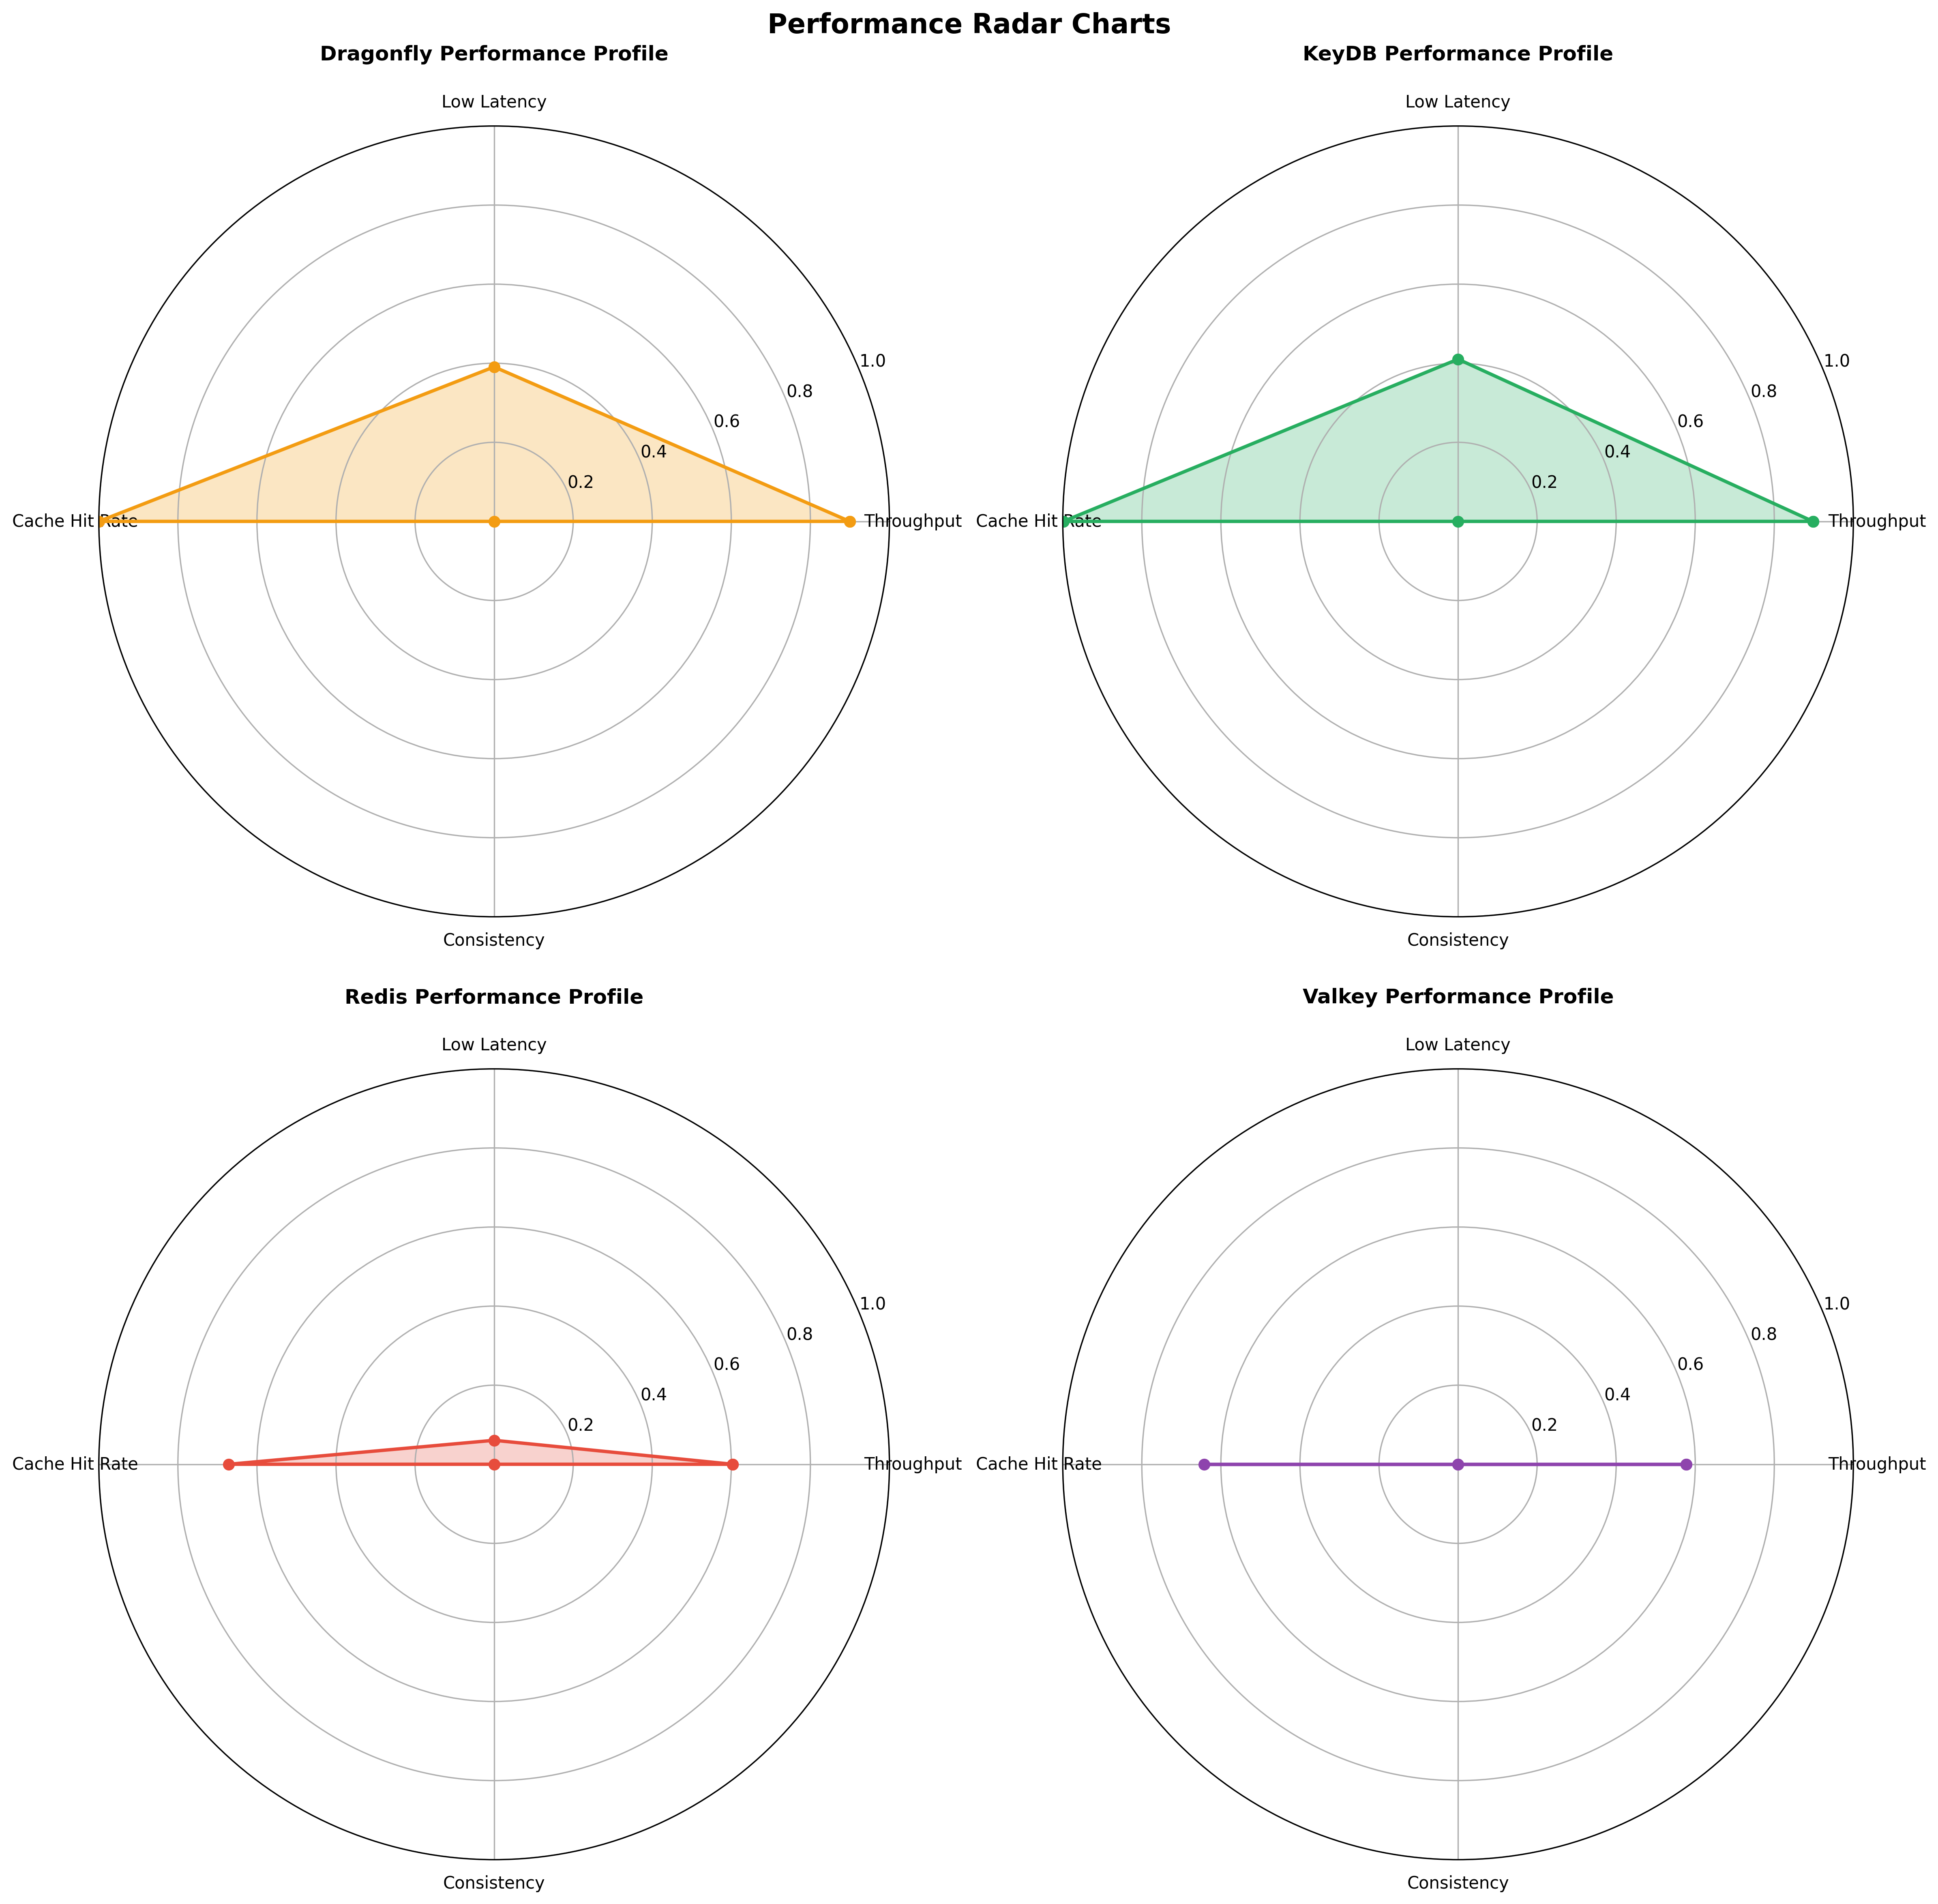 Performance Radar Charts
Dragonfly Performance Profile
Low Latency
1.0
0.8
0.6
0.4
0.2
Cache Hit Rate
Throughput
Consistency
KeyDB Performance Profile
Low Latency
1.0
0.8
0.6
0.4
0.2
Cache Hit Rate
Throughput
Consistency
Redis Performance Profile
Low Latency
1.0
0.8
0.6
0.4
0.2
Cache Hit Rate
Throughput
Consistency
Valkey Performance Profile
Low Latency
1.0
0.8
0.6
0.4
0.2
Cache Hit Rate
Throughput
Consistency